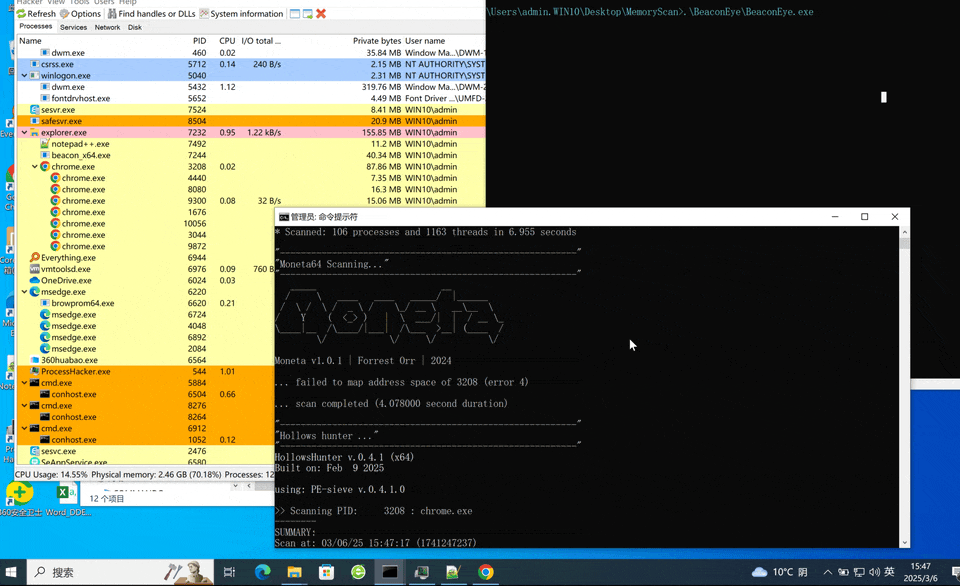 Hacker View Tools Users Help
Refresh Options Find handles or DLLs System information
Processes Services Network Disk
Name PID CPU I/O total ... Private bytes User name
dwm.exe 460 0.02 35.84 MB Window Ma...\DWM-1
csrss.exe 5712 0.14 240 B/s 2.15 MB NT AUTHORITY\SYST
winlogon.exe 5040 2.31 MB NT AUTHORITY\SYST
dwm.exe 5432 1.12 319.76 MB Window Ma...\DWM-2
fontdrvhost.exe 5652 4.49 MB Font Driver ...\UMFD-
sesvr.exe 7524 8.41 MB WIN10\admin
safesvr.exe 8504 20.9 MB WIN10\admin
explorer.exe 7232 0.95 1.22 kB/s 155.85 MB WIN10\admin
notepad++.exe 7492 11.2 MB WIN10\admin
beacon_x64.exe 7244 40.34 MB WIN10\admin
chrome.exe 3208 0.02 87.86 MB WIN10\admin
chrome.exe 4440 7.35 MB WIN10\admin
chrome.exe 8080 16.3 MB WIN10\admin
chrome.exe 9300 0.08 32 B/s 15.06 MB WIN10\admin
chrome.exe 1676
chrome.exe 10056
chrome.exe 3044
chrome.exe 9872
Everything.exe 6944
vmtoolsd.exe 6976 0.09 760 B
OneDrive.exe 6024 0.03
msedge.exe 6220
browprom64.exe 6620 0.21
msedge.exe 6724
msedge.exe 4048
msedge.exe 6892
msedge.exe 2084
360huabao.exe 6564
ProcessHacker.exe 544 1.01
cmd.exe 5884
conhost.exe 6504 0.66
cmd.exe 8276
conhost.exe 8264
cmd.exe 6912
conhost.exe 1052 0.12
sesvc.exe 2476
SeAppService.exe 6580
CPU Usage: 14.55% Physical memory: 2.46 GB (70.18%) Processes: 12
12 个项目
360安全卫士 Word_DDE...
\Users\admin.WIN10\Desktop\MemoryScan>.\BeaconEye\BeaconEye.exe
管理员: 命令提示符
* Scanned: 106 processes and 1163 threads in 6.955 seconds
"Moneta64 Scanning..."
Moneta
Moneta v1.0.1 | Forrest Orr | 2024
... failed to map address space of 3208 (error 4)
... scan completed (4.078000 second duration)
"Hollows hunter ..."
HollowsHunter v.0.4.1 (x64)
Built on: Feb 9 2025
using: PE-sieve v.0.4.1.0
>> Scanning PID: 3208 : chrome.exe
--------
SUMMARY:
Scan at: 03/06/25 15:47:17 (1741247237)
搜索
10°C 阴
英
15:47
2025/3/6